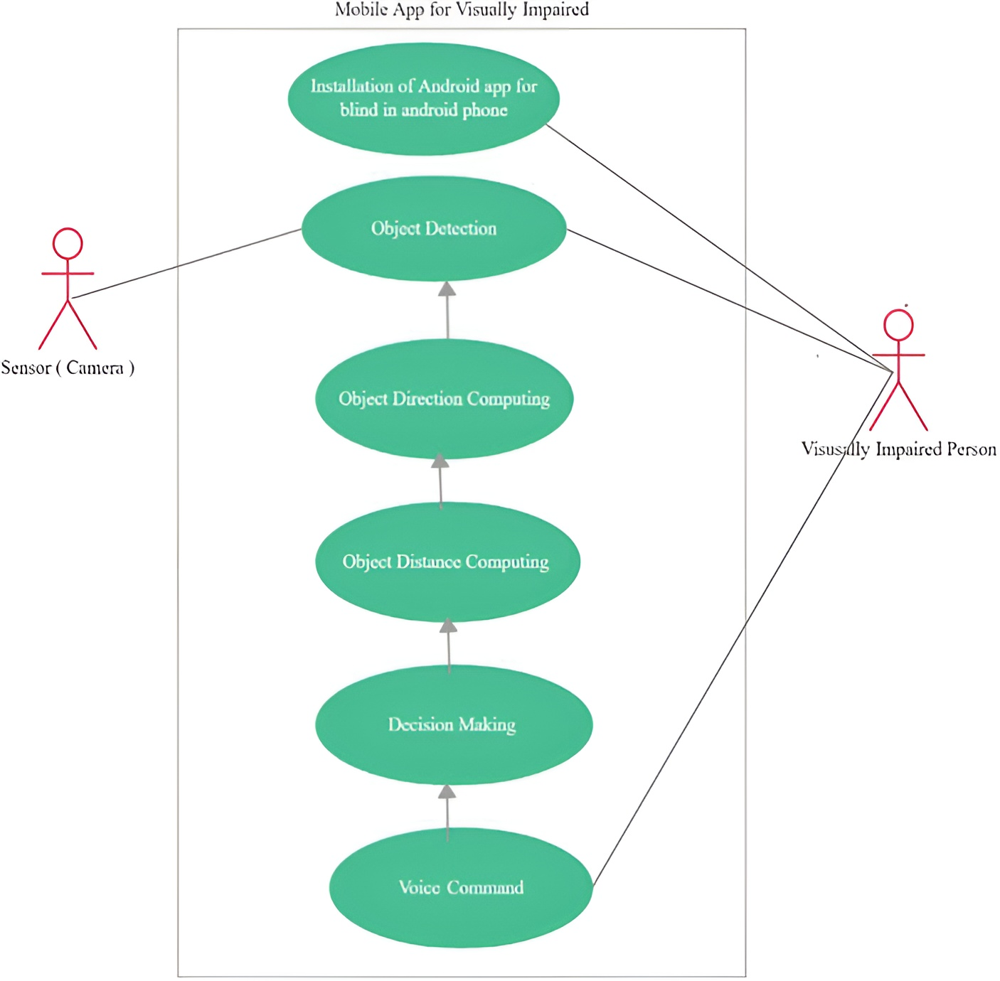 Mobile App for Visually Impaired
Installation of Android app for
blind in android phone
Object Detection
Sensor ( Camera )
Object Direction Computing
Visusally Impaired Person
Object Distance Computing
Decision Making
Voice Command